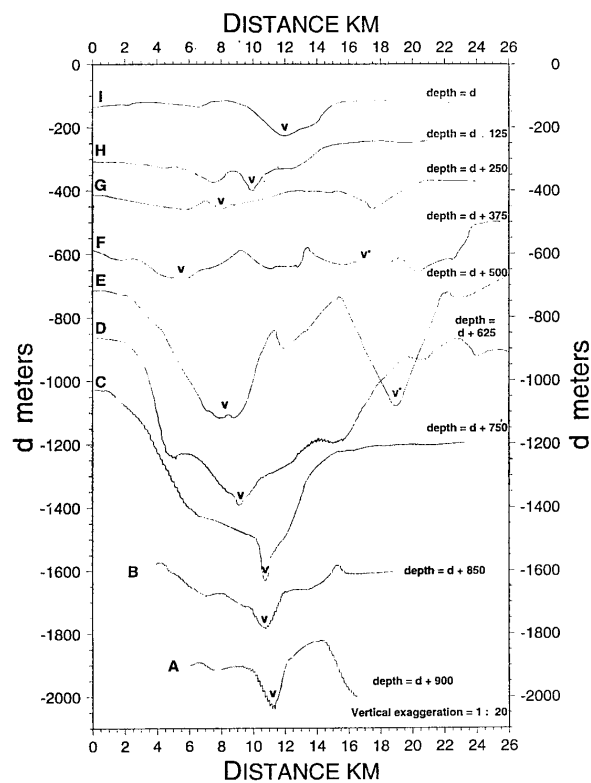 DISTANCE KM
0 2 4 6 8 10 12 14 16 18 20 22 24 26
0 0
I depth = d
v
-200 -200
depth = d . 125
H
v
depth = d + 250
-400 -400
G
v
depth = d + 375
F
v v*
-600 -600
depth = d + 500
E
-800 -800
D
depth =
d + 625
C
-1000 -1000
v v*
d meters d meters
depth = d + 750
-1200 -1200
v
-1400 -1400
v
-1600 -1600
B depth = d + 850
v
-1800 -1800
A
depth = d + 900
v
-2000 -2000
Vertical exaggeration = 1 : 20
0 2 4 6 8 10 12 14 16 18 20 22 24 26
DISTANCE KM